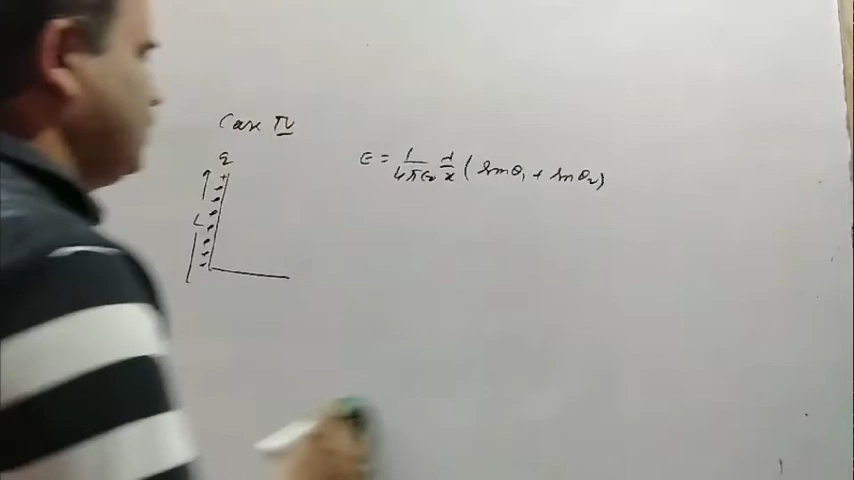 Case IV
q
L
E = 1/4πε₀ λ/x ( sinθ₁ + sinθ₂)